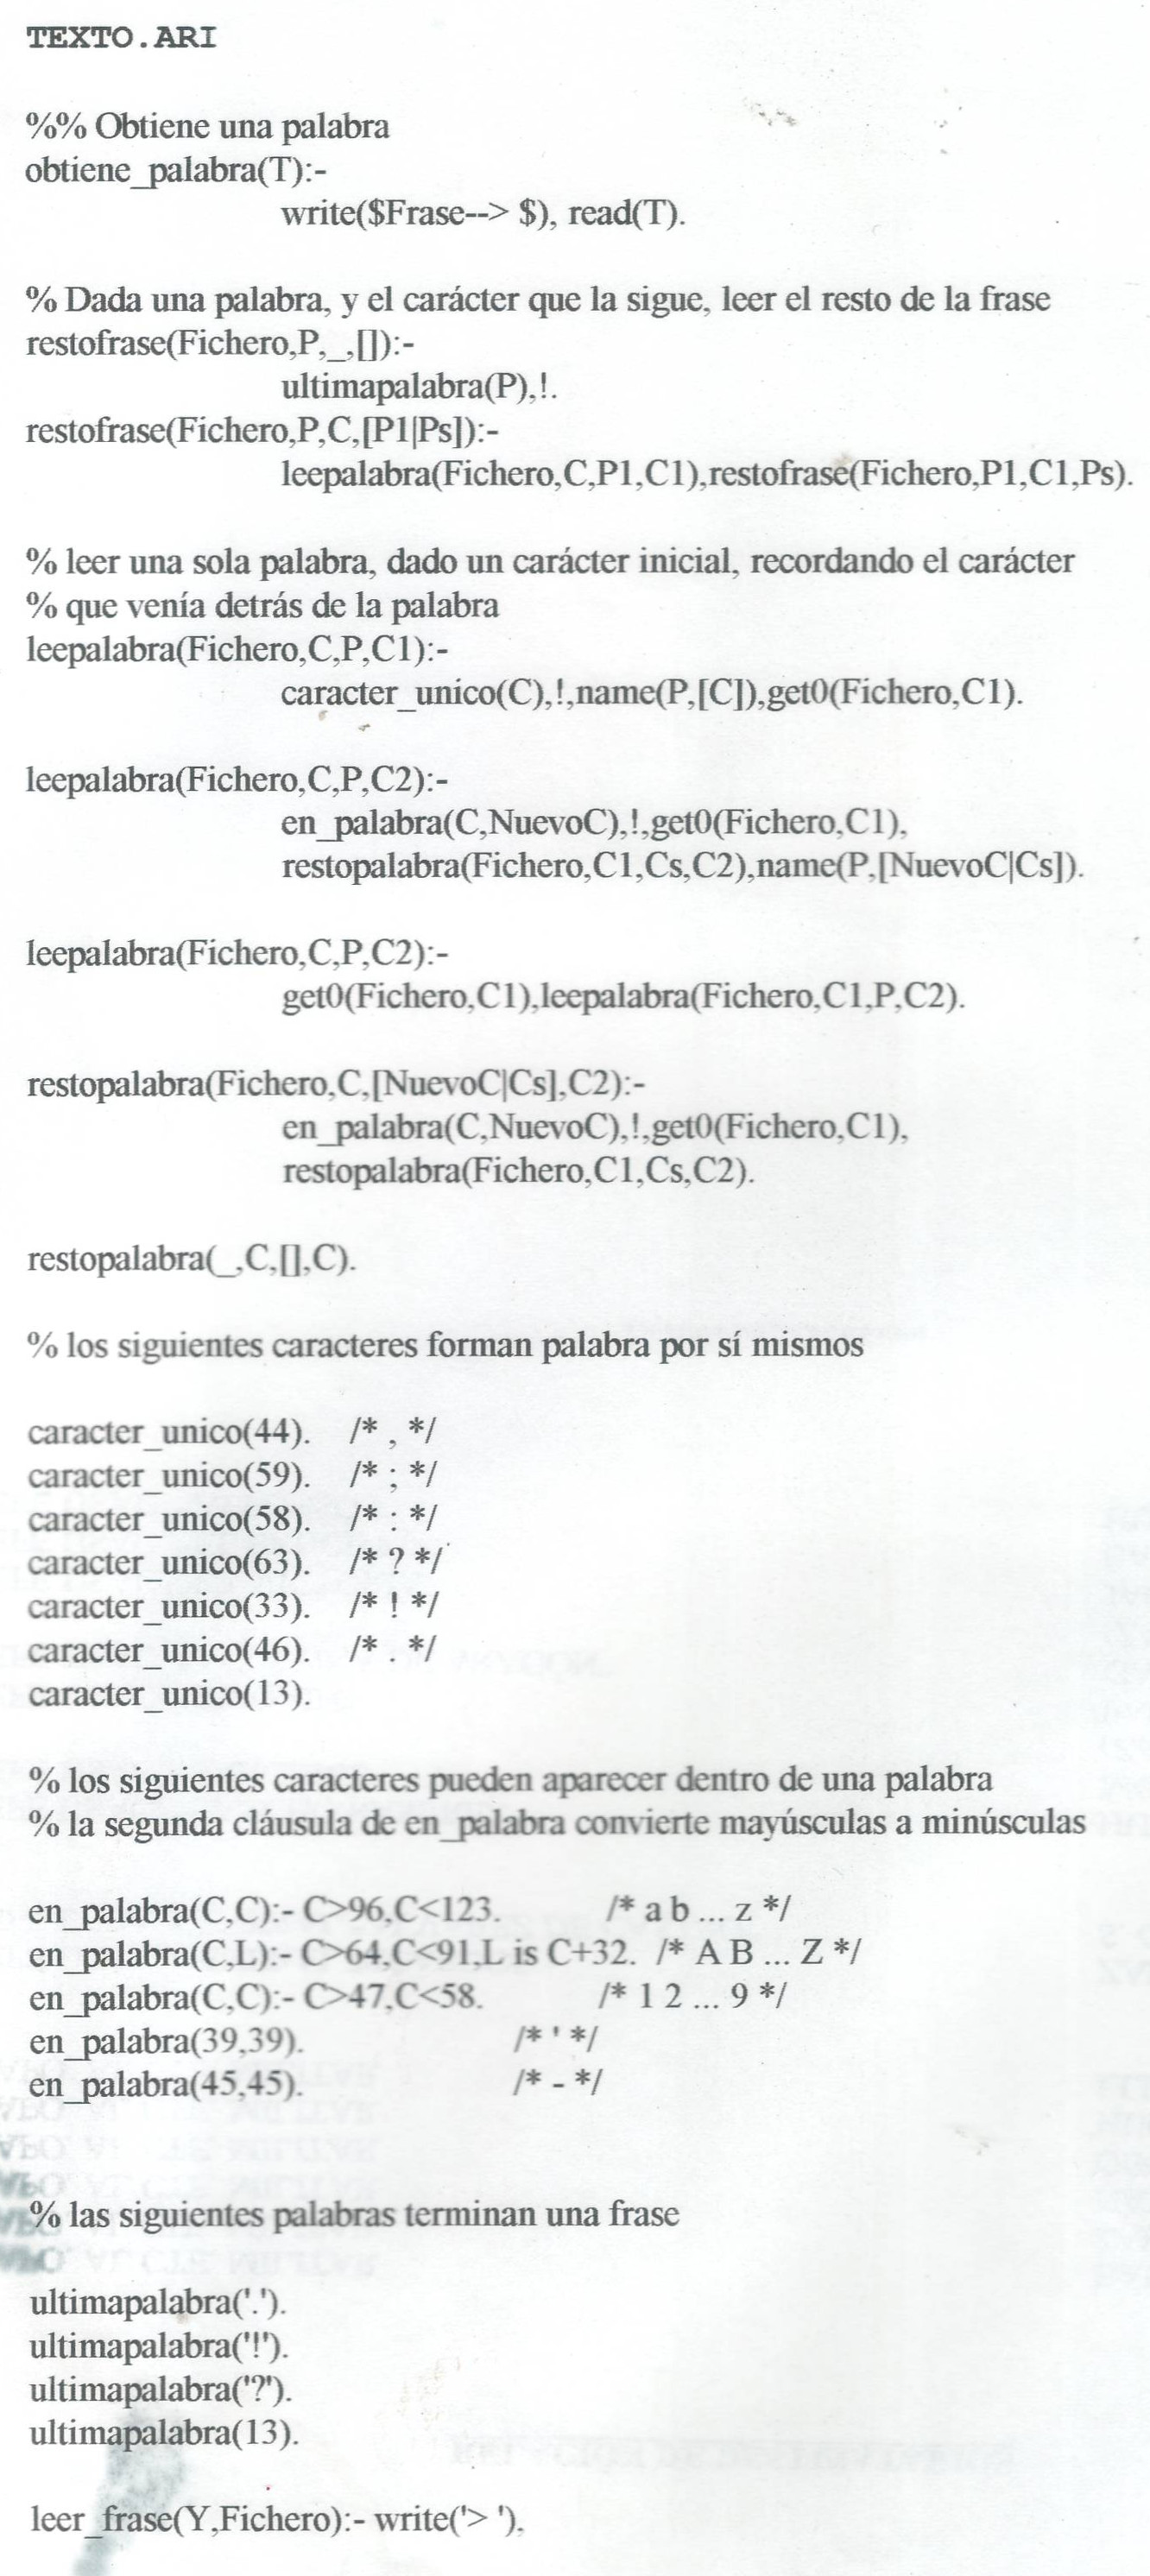 TEXTO.ARI
%% Obtiene una palabra
obtiene_palabra(T):-
write($Frase--> $), read(T).
% Dada una palabra, y el carácter que la sigue, leer el resto de la frase
restofrase(Fichero,P,_,[]):-
ultimapalabra(P),!.
restofrase(Fichero,P,C,[P1|Ps]):-
leepalabra(Fichero,C,P1,C1),restofrase(Fichero,P1,C1,Ps).
% leer una sola palabra, dado un carácter inicial, recordando el carácter
% que venía detrás de la palabra
leepalabra(Fichero,C,P,C1):-
caracter_unico(C),!,name(P,[C]),get0(Fichero,C1).
leepalabra(Fichero,C,P,C2):-
en_palabra(C,NuevoC),!,get0(Fichero,C1),
restopalabra(Fichero,C1,Cs,C2),name(P,[NuevoC|Cs]).
leepalabra(Fichero,C,P,C2):-
get0(Fichero,C1),leepalabra(Fichero,C1,P,C2).
restopalabra(Fichero,C,[NuevoC|Cs],C2):-
en_palabra(C,NuevoC),!,get0(Fichero,C1),
restopalabra(Fichero,C1,Cs,C2).
restopalabra(_,C,[],C).
% los siguientes caracteres forman palabra por sí mismos
caracter_unico(44). /* , */
caracter_unico(59). /* ; */
caracter_unico(58). /* : */
caracter_unico(63). /* ? */
caracter_unico(33). /* ! */
caracter_unico(46). /* . */
caracter_unico(13).
% los siguientes caracteres pueden aparecer dentro de una palabra
% la segunda cláusula de en_palabra convierte mayúsculas a minúsculas
en_palabra(C,C):- C>96,C<123. /* a b ... z */
en_palabra(C,L):- C>64,C<91,L is C+32. /* A B ... Z */
en_palabra(C,C):- C>47,C<58. /* 1 2 ... 9 */
en_palabra(39,39). /* ' */
en_palabra(45,45). /* - */
% las siguientes palabras terminan una frase
ultimapalabra('.').
ultimapalabra('!').
ultimapalabra('?').
ultimapalabra(13).
leer_frase(Y,Fichero):- write('> '),